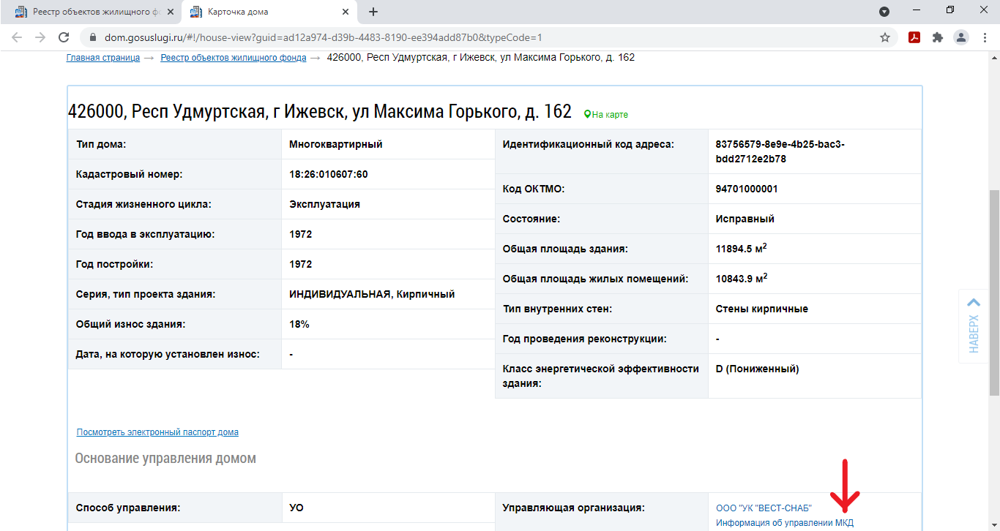 Реестр объектов жилищного ф
Карточка дома
dom.gosuslugi.ru/#!/house-view?guid=ad12a974-d39b-4483-8190-ee394add87b0&typeCode=1
Главная страница → Реестр объектов жилищного фонда → 426000, Респ Удмуртская, г Ижевск, ул Максима Горького, д. 162
426000, Респ Удмуртская, г Ижевск, ул Максима Горького, д. 162 На карте
Тип дома: Многоквартирный
Кадастровый номер: 18:26:010607:60
Стадия жизненного цикла: Эксплуатация
Год ввода в эксплуатацию: 1972
Год постройки: 1972
Серия, тип проекта здания: ИНДИВИДУАЛЬНАЯ, Кирпичный
Общий износ здания: 18%
Дата, на которую установлен износ: -
Идентификационный код адреса: 83756579-8e9e-4b25-bac3-
bdd2712e2b78
Код ОКТМО: 94701000001
Состояние: Исправный
Общая площадь здания: 11894.5 м²
Общая площадь жилых помещений: 10843.9 м²
Тип внутренних стен: Стены кирпичные
Год проведения реконструкции: -
Класс энергетической эффективности D (Пониженный)
здания:
НАВЕРХ
Посмотреть электронный паспорт дома
Основание управления домом
Способ управления: УО
Управляющая организация: ООО "УК "ВЕСТ-СНАБ"
Информация об управлении МКД